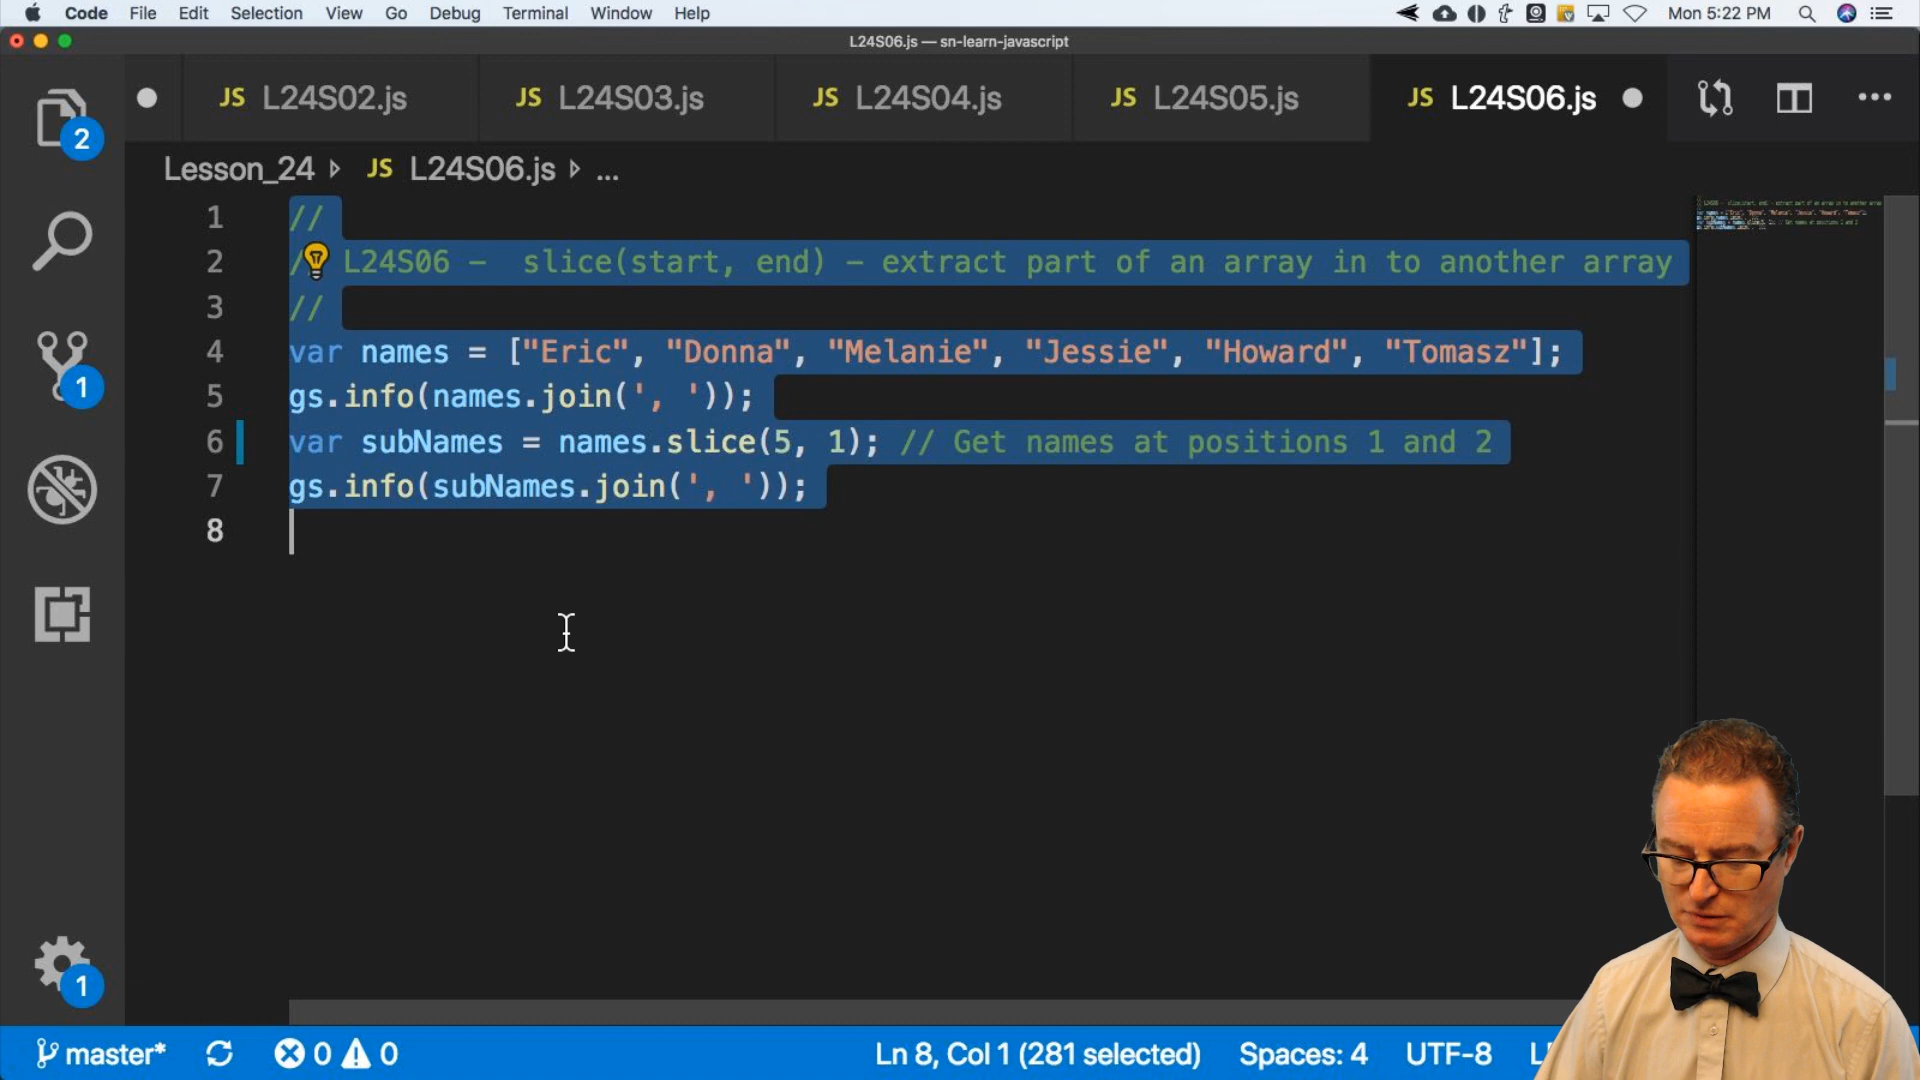 Code File Edit Selection View Go Debug Terminal Window Help Mon 5:22 PM
L24S06.js — sn-learn-javascript
JS L24S02.js JS L24S03.js JS L24S04.js JS L24S05.js JS L24S06.js
2
Lesson_24 JS L24S06.js ...
1 //
2 / L24S06 - slice(start, end) - extract part of an array in to another array
3 //
4 var names = ["Eric", "Donna", "Melanie", "Jessie", "Howard", "Tomasz"];
5 gs.info(names.join(', '));
6 var subNames = names.slice(5, 1); // Get names at positions 1 and 2
7 gs.info(subNames.join(', '));
8
1
1
master* 0 0 Ln 8, Col 1 (281 selected) Spaces: 4 UTF-8